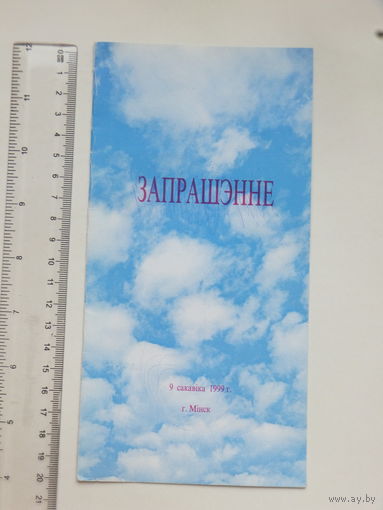 ЗАПРАШЭННЕ
9 сакавіка 1999 г.
г. Мінск
www.ay.by